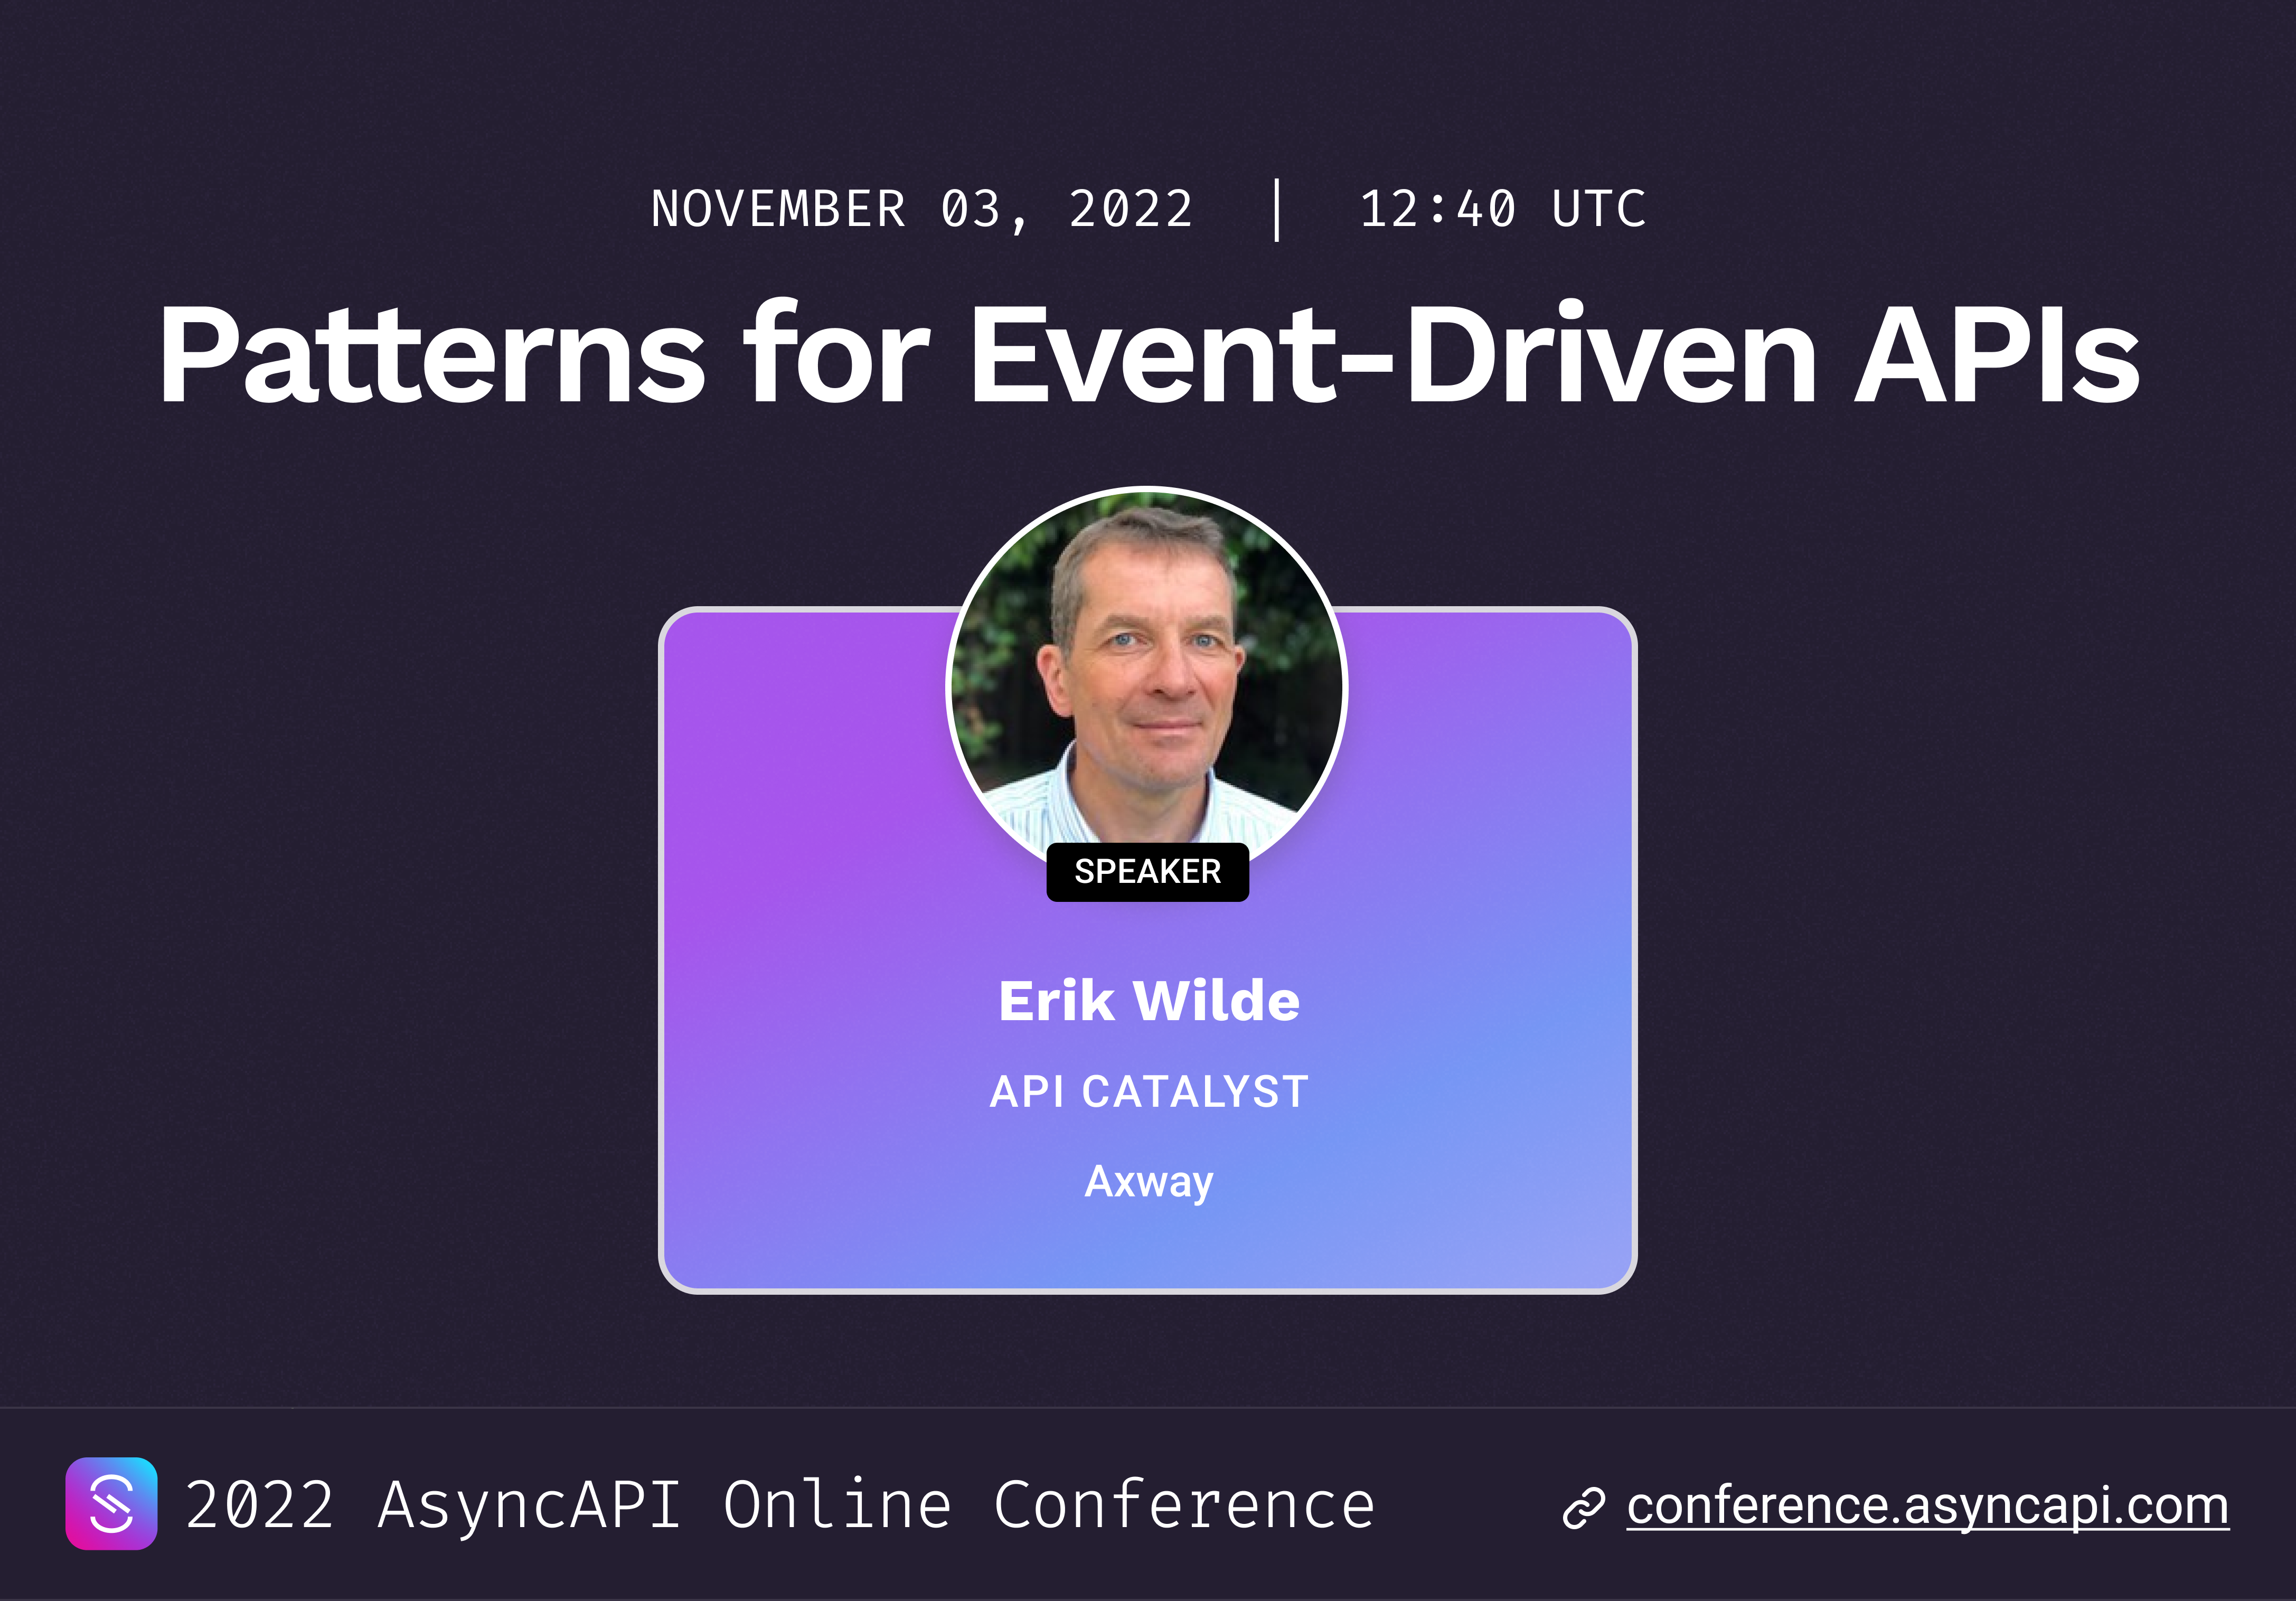 NOVEMBER 03, 2022 | 12:40 UTC
Patterns for Event-Driven APIs
SPEAKER
Erik Wilde
API CATALYST
Axway
2022 AsyncAPI Online Conference
conference.asyncapi.com